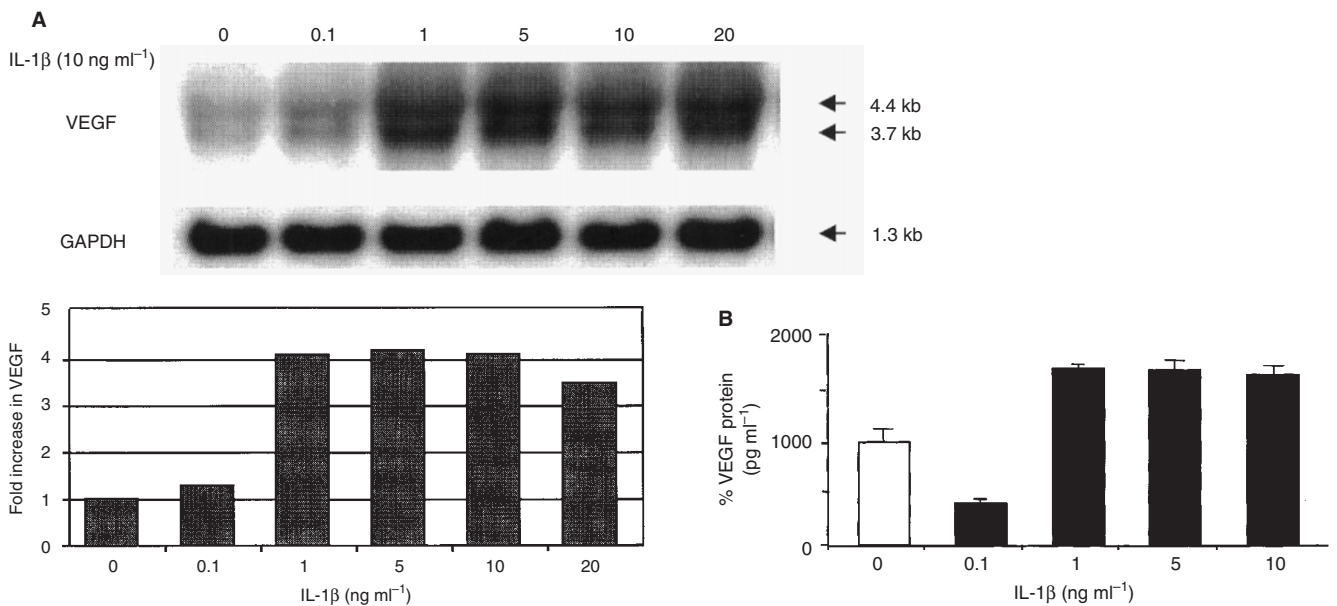 A
0 0.1 1 5 10 20
IL-1β (10 ng ml⁻¹)
VEGF
4.4 kb
3.7 kb
GAPDH
1.3 kb
Fold increase in VEGF
5
4
3
2
1
0
0 0.1 1 5 10 20
IL-1β (ng ml⁻¹)
B
% VEGF protein
(pg ml⁻¹)
2000
1000
0
0 0.1 1 5 10
IL-1β (ng ml⁻¹)